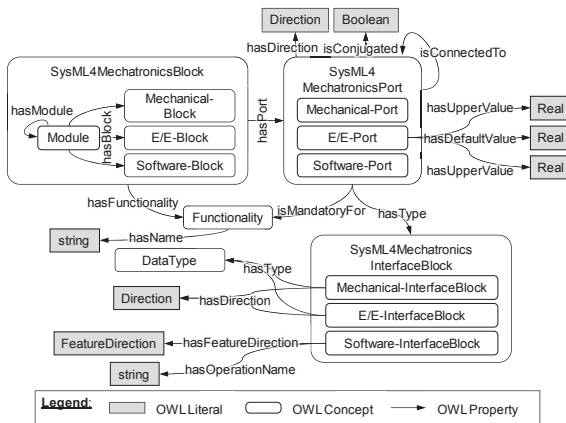 Direction
Boolean
hasDirection
isConjugated
isConnectedTo
SysML4MechatronicsBlock
SysML4
MechatronicsPort
hasModule
Module
hasBlock
Mechanical-
Block
E/E-Block
Software-Block
hasPort
Mechanical-Port
E/E-Port
Software-Port
hasUpperValue
Real
hasDefaultValue
Real
hasUpperValue
Real
hasFunctionality
Functionality
isMandatoryFor
hasType
string
hasName
DataType
hasType
SysML4Mechatronics
InterfaceBlock
Mechanical-InterfaceBlock
Direction
hasDirection
E/E-InterfaceBlock
FeatureDirection
hasFeatureDirection
Software-InterfaceBlock
string
hasOperationName
Legend:
OWL Literal
OWL Concept
OWL Property